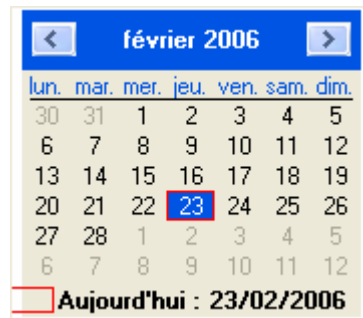 février 2006
lun. mar. mer. jeu. ven. sam. dim.
30 31 1 2 3 4 5
6 7 8 9 10 11 12
13 14 15 16 17 18 19
20 21 22 23 24 25 26
27 28 1 2 3 4 5
6 7 8 9 10 11 12
Aujourd'hui : 23/02/2006